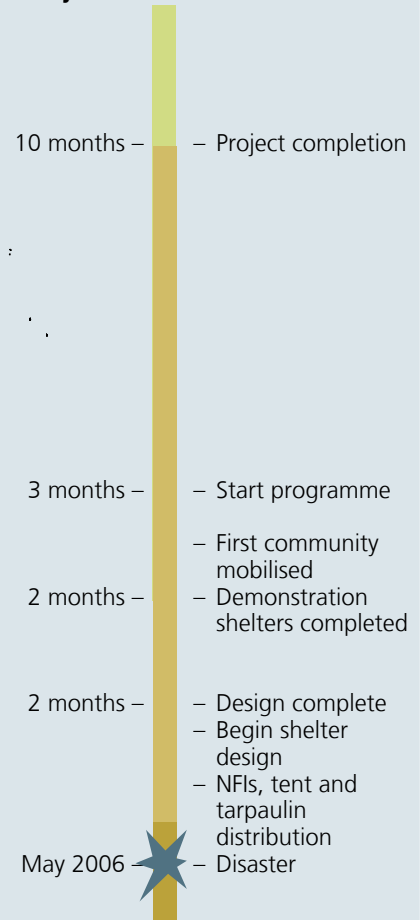 10 months – – Project completion
3 months – – Start programme
– First community
mobilised
2 months – – Demonstration
shelters completed
2 months – – Design complete
– Begin shelter
design
– NFIs, tent and
tarpaulin
distribution
May 2006 – – Disaster